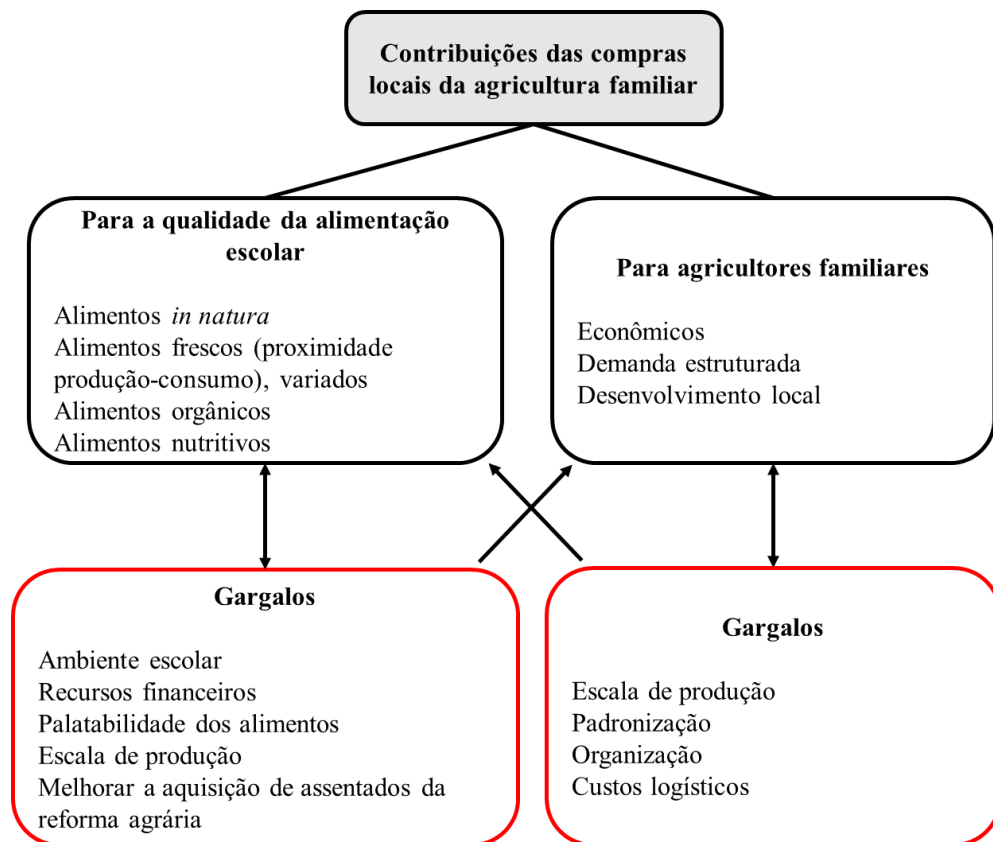 Contribuições das compras
locais da agricultura familiar
Para a qualidade da alimentação
escolar
Alimentos in natura
Alimentos frescos (proximidade
produção-consumo), variados
Alimentos orgânicos
Alimentos nutritivos
Para agricultores familiares
Econômicos
Demanda estruturada
Desenvolvimento local
Gargalos
Ambiente escolar
Recursos financeiros
Palatabilidade dos alimentos
Escala de produção
Melhorar a aquisição de assentados da
reforma agrária
Gargalos
Escala de produção
Padronização
Organização
Custos logísticos